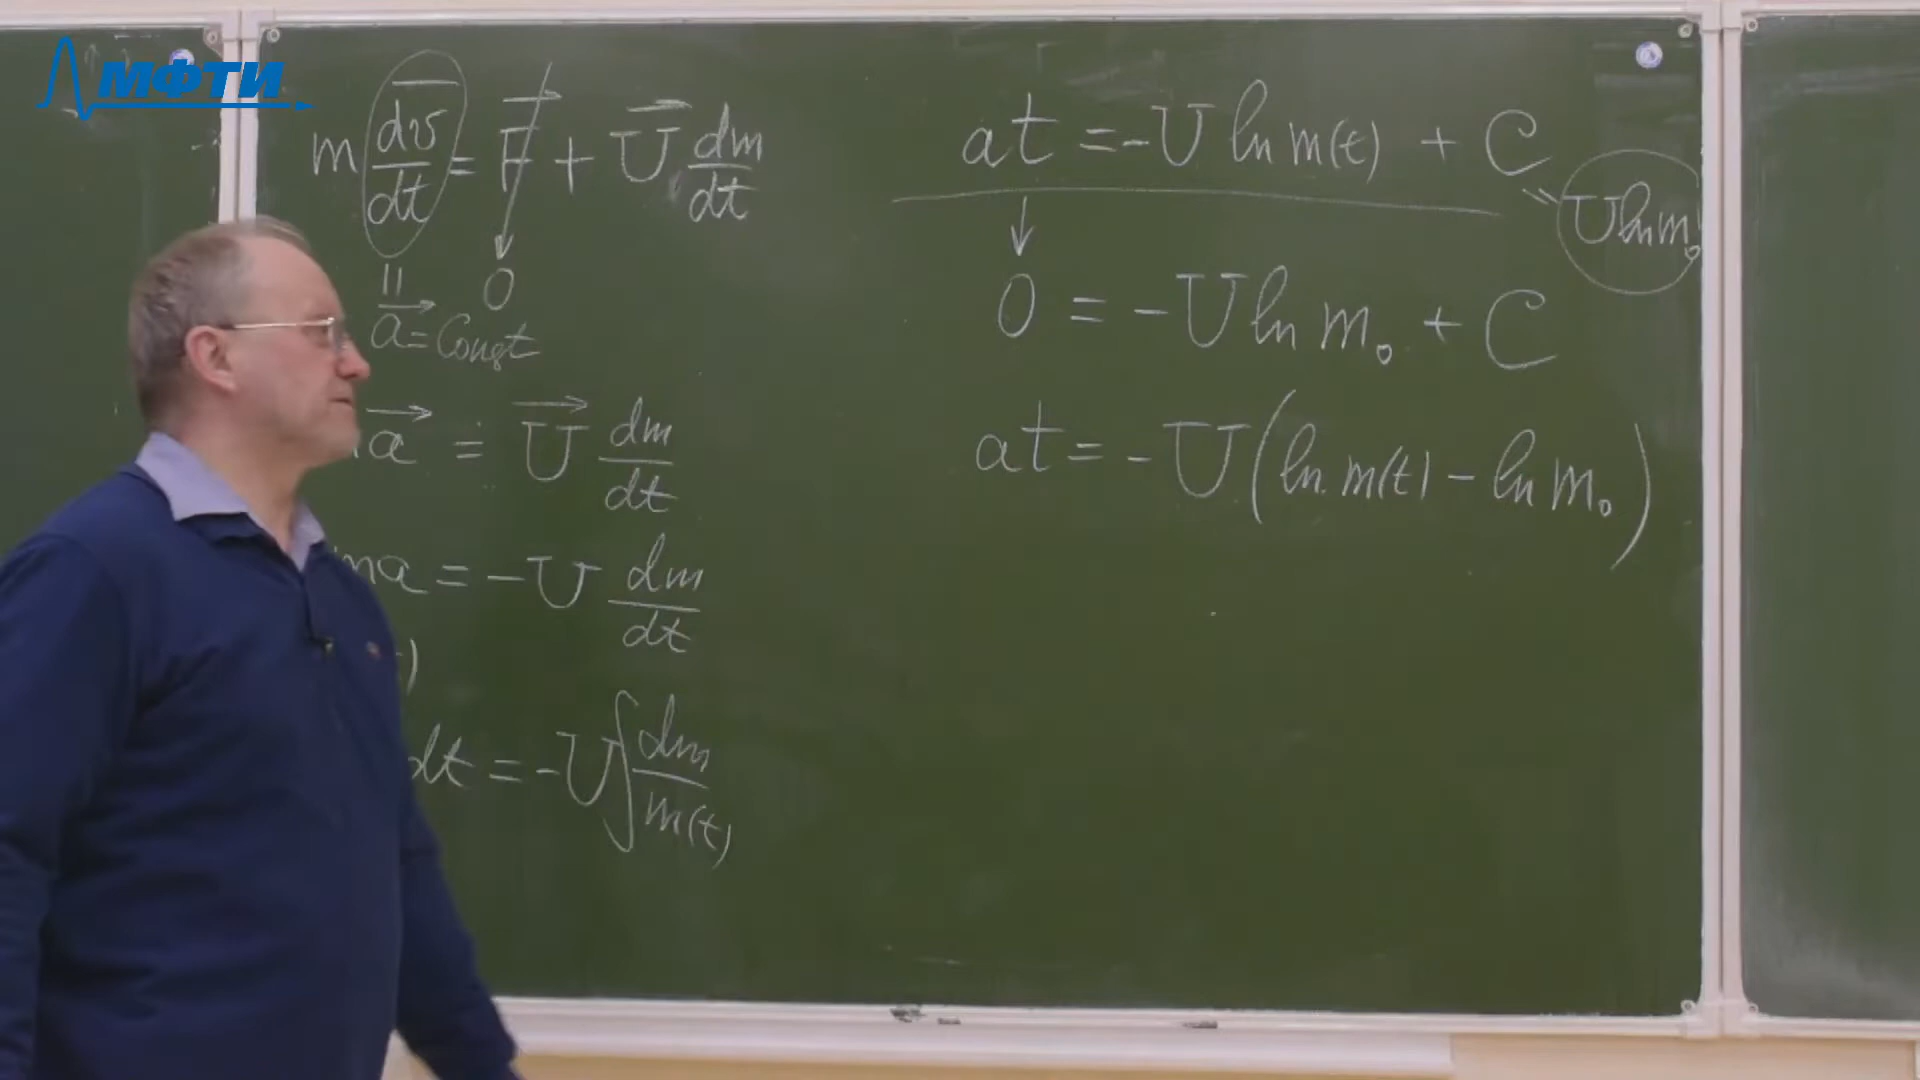 МФТИ
m dv/dt = F + U dm/dt
0
a = Const
a = U dm/dt
ma = -U dm/dt
)
dt = -U ∫ dm/m(t)
at = -U ln m(t) + C
= U ln m₀
0 = -U ln m₀ + C
at = -U (ln m(t) - ln m₀)